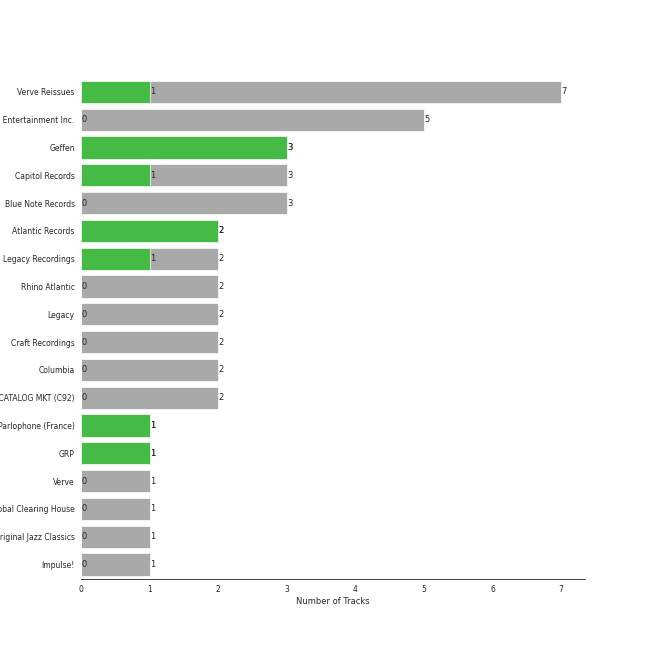 Verve Reissues 1 7
Entertainment Inc. 0 5
Geffen 3
Capitol Records 1 3
Blue Note Records 0 3
Atlantic Records 2
Legacy Recordings 1 2
Rhino Atlantic 0 2
Legacy 0 2
Craft Recordings 0 2
Columbia 0 2
CATALOG MKT (C92) 0 2
Parlophone (France) 1
GRP 1
Verve 0 1
obal Clearing House 0 1
riginal Jazz Classics 0 1
Impulse! 0 1
0 1 2 3 4 5 6 7
Number of Tracks